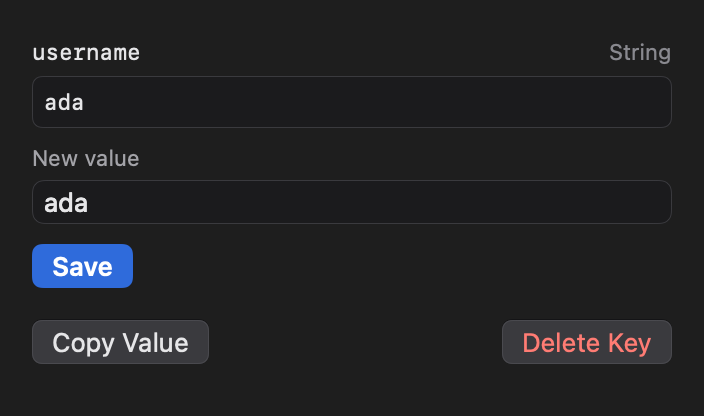 username String
ada
New value
ada
Save
Copy Value Delete Key